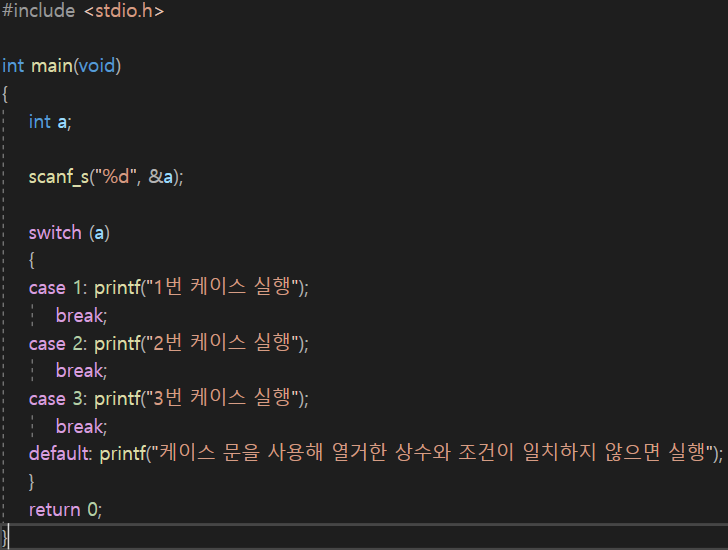 #include <stdio.h>
int main(void)
{
int a;
scanf_s("%d", &a);
switch (a)
{
case 1: printf("1번 케이스 실행");
break;
case 2: printf("2번 케이스 실행");
break;
case 3: printf("3번 케이스 실행");
break;
default: printf("케이스 문을 사용해 열거한 상수와 조건이 일치하지 않으면 실행");
}
return 0;
}